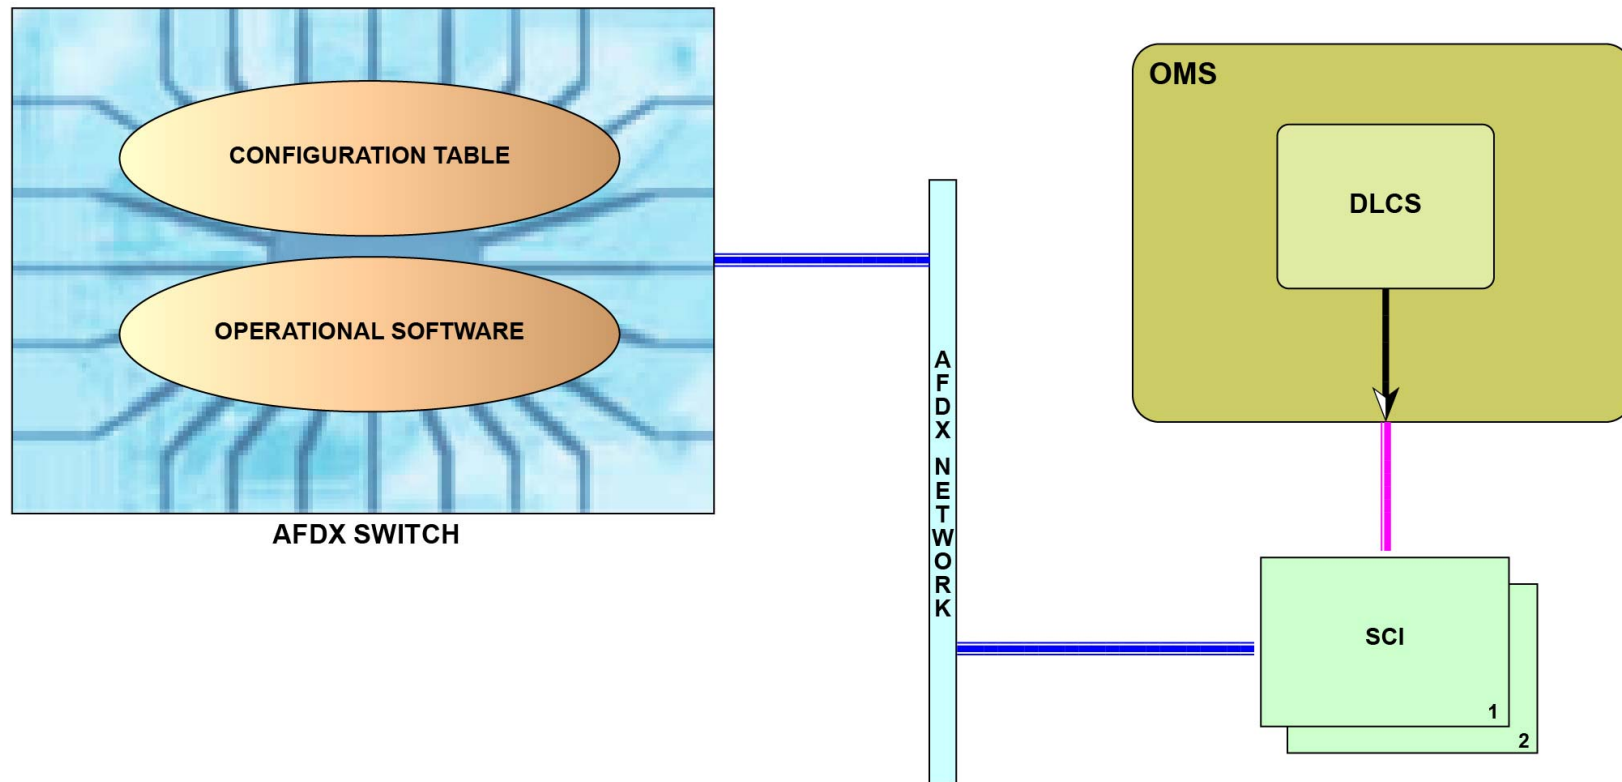 CONFIGURATION TABLE
OPERATIONAL SOFTWARE
AFDX SWITCH
AFDX NETWORK
OMS
DLCS
SCI
1
2